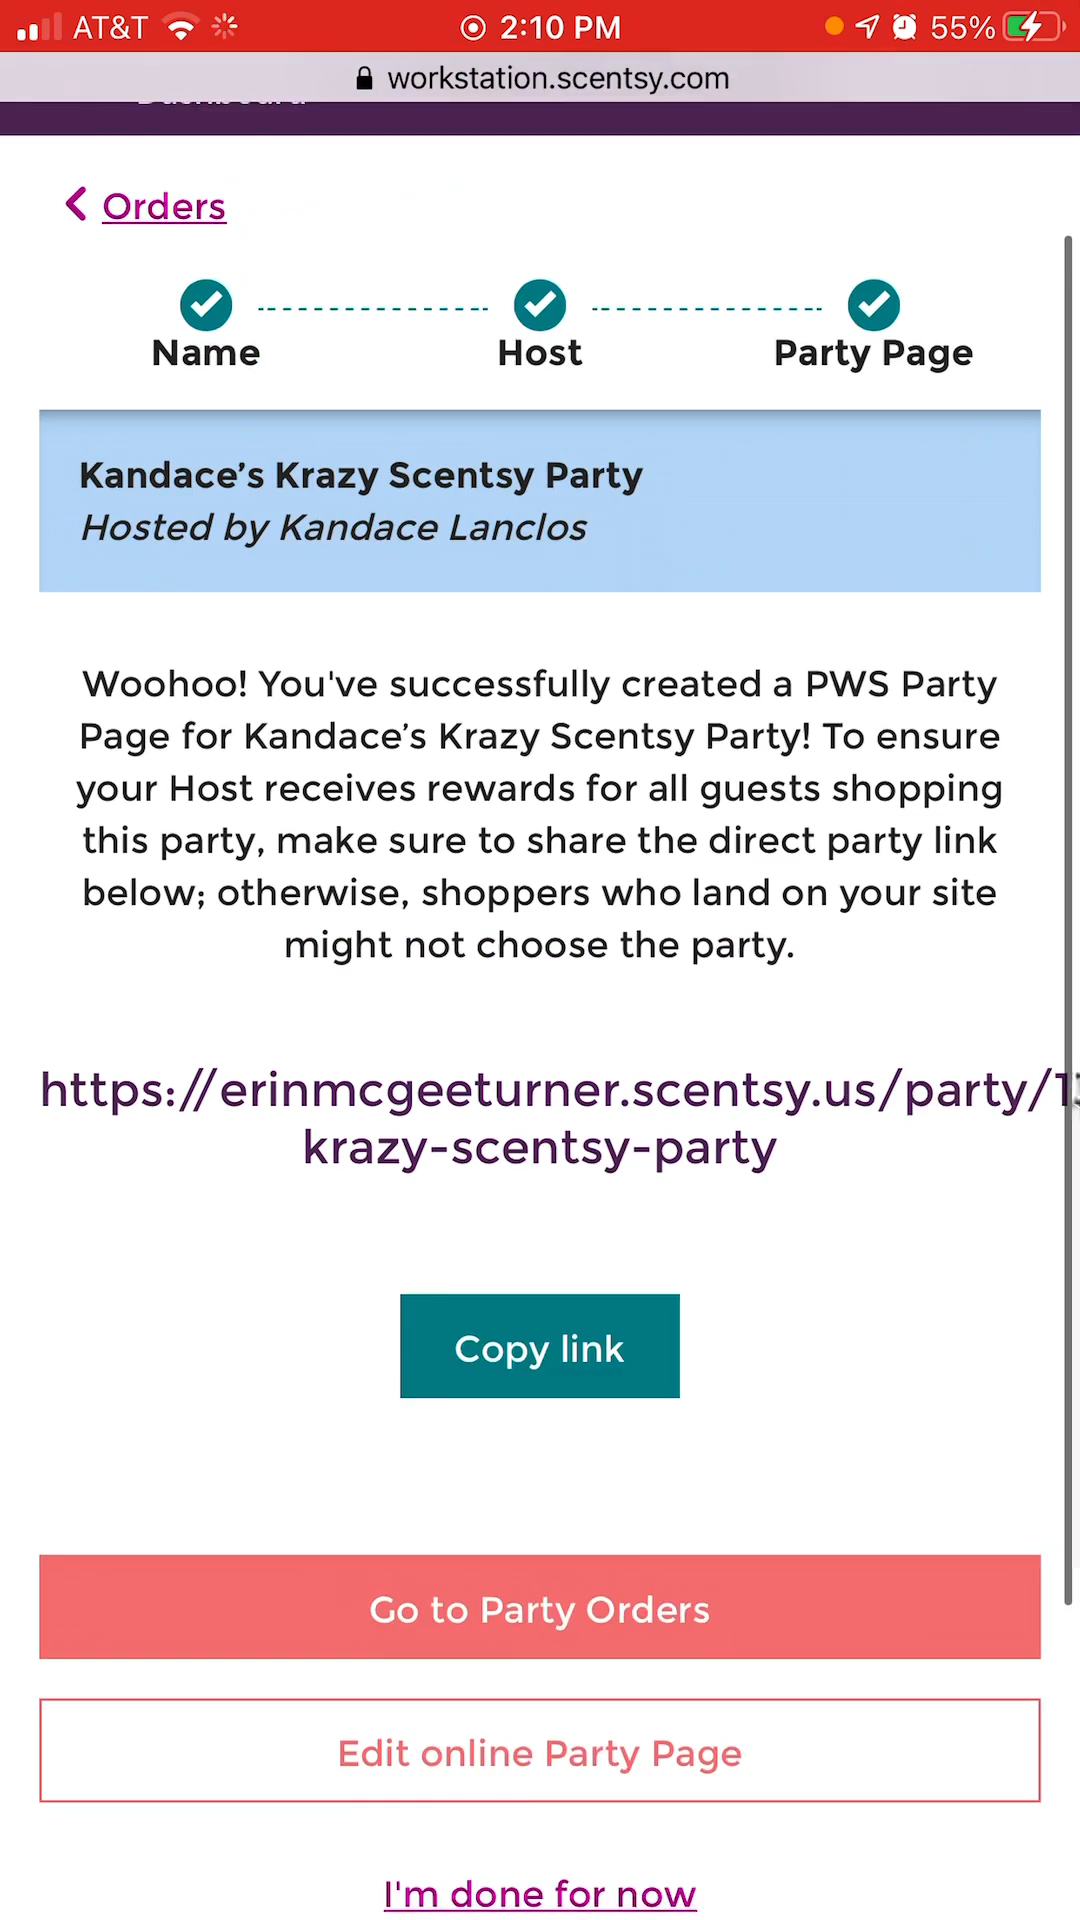 AT&T 2:10 PM 55%
workstation.scentsy.com
Orders
Name Host Party Page
Kandace’s Krazy Scentsy Party
Hosted by Kandace Lanclos
Woohoo! You've successfully created a PWS Party
Page for Kandace’s Krazy Scentsy Party! To ensure
your Host receives rewards for all guests shopping
this party, make sure to share the direct party link
below; otherwise, shoppers who land on your site
might not choose the party.
https://erinmcgeeturner.scentsy.us/party/1
krazy-scentsy-party
Copy link
Go to Party Orders
Edit online Party Page
I'm done for now